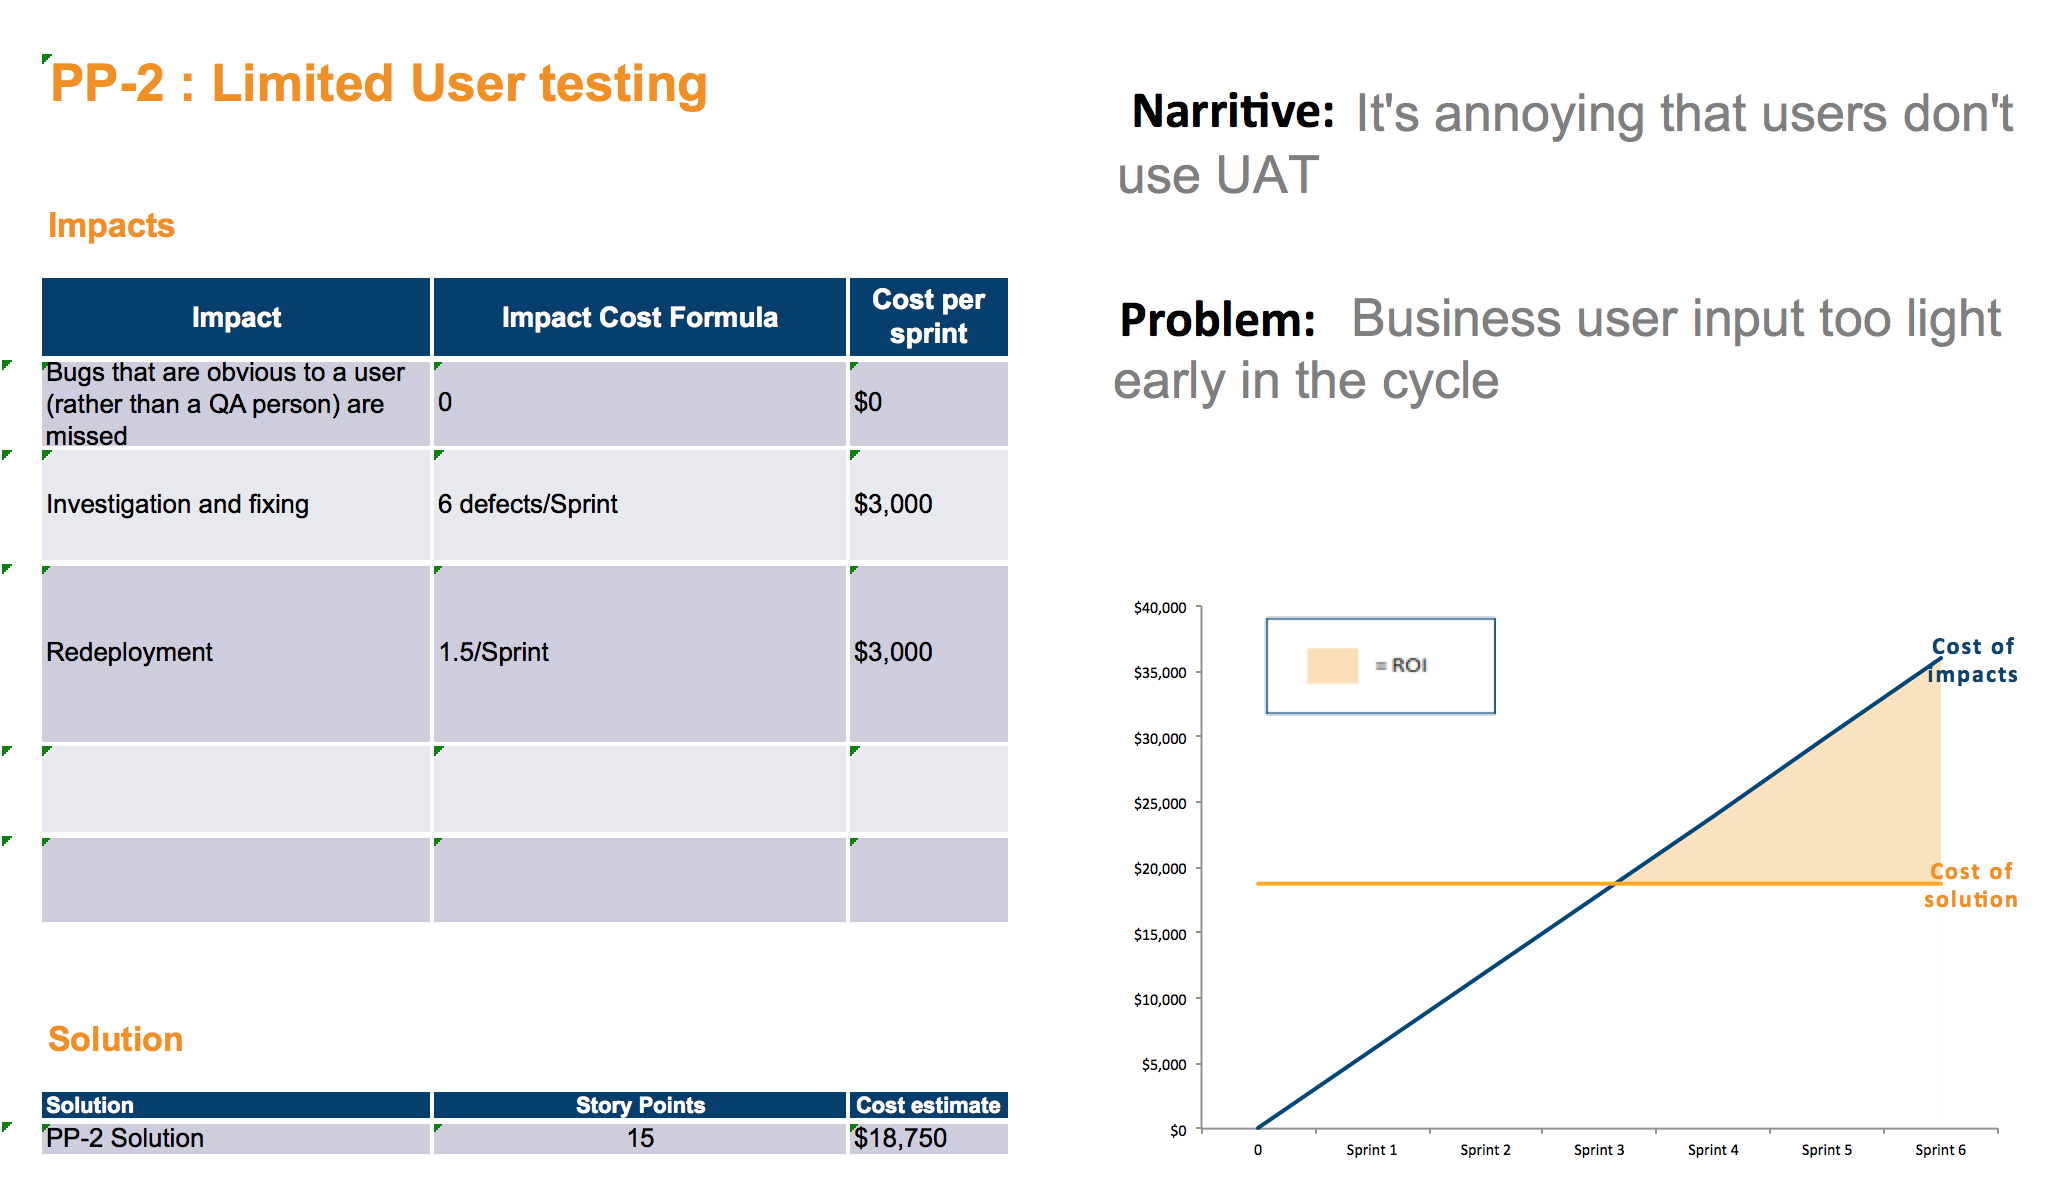 PP-2 : Limited User testing
Narritive: It's annoying that users don't
use UAT
Impacts
Problem: Business user input too light
early in the cycle
Impact Impact Cost Formula Cost per
sprint
Bugs that are obvious to a user
(rather than a QA person) are
missed
0 $0
Investigation and fixing 6 defects/Sprint $3,000
Redeployment 1.5/Sprint $3,000
Solution
Solution Story Points Cost estimate
PP-2 Solution 15 $18,750
$40,000
$35,000
$30,000
$25,000
$20,000
$15,000
$10,000
$5,000
$0
= ROI
Cost of
impacts
Cost of
solution
0 Sprint 1 Sprint 2 Sprint 3 Sprint 4 Sprint 5 Sprint 6